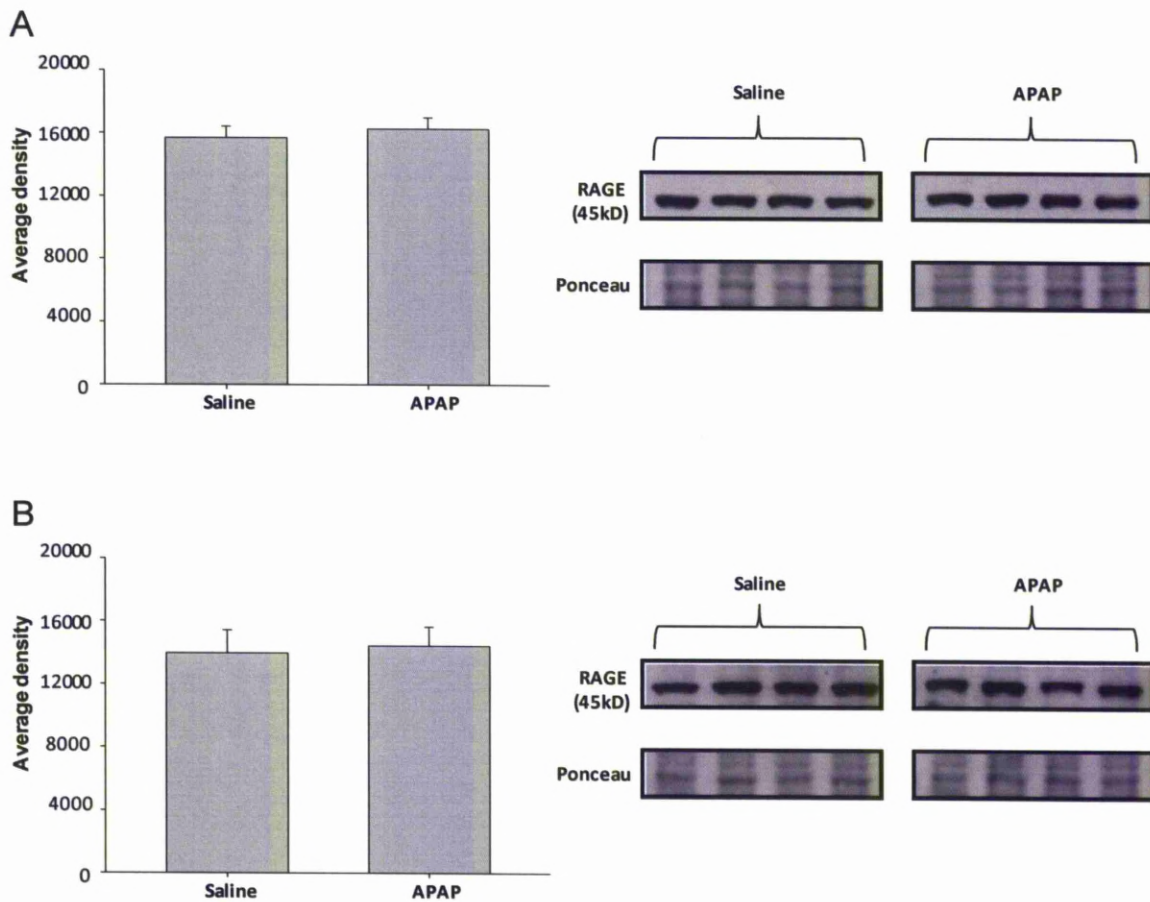 A
20000
16000
12000
8000
4000
0
Average density
Saline
APAP
Saline
APAP
RAGE
(45kD)
Ponceau
B
20000
16000
12000
8000
4000
0
Average density
Saline
APAP
Saline
APAP
RAGE
(45kD)
Ponceau